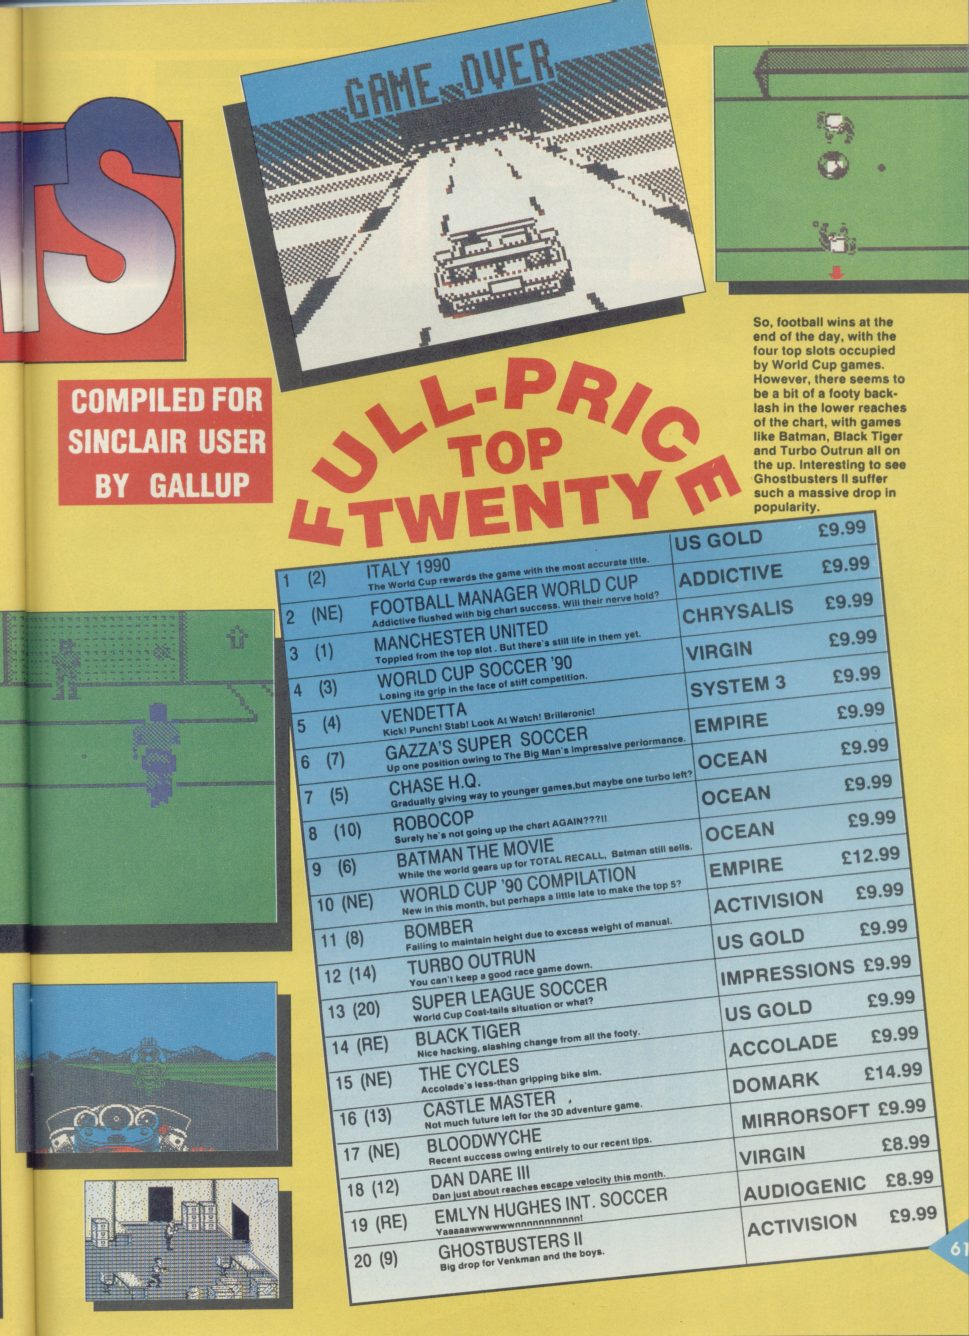 GAME OVER
TS
COMPILED FOR
SINCLAIR USER
BY GALLUP
So, football wins at the
end of the day, with the
four top slots occupied
by World Cup games.
However, there seems to
be a bit of a footy back-
lash in the lower reaches
of the chart, with games
like Batman, Black Tiger
and Turbo Outrun all on
the up. Interesting to see
Ghostbusters II suffer
such a massive drop in
popularity.
FULL-PRICE
TOP
TWENTY
1 (2) ITALY 1990 US GOLD £9.99
The World Cup rewards the game with the most accurate title.
2 (NE) FOOTBALL MANAGER WORLD CUP ADDICTIVE £9.99
Addictive flushed with big chart success. Will their nerve hold?
3 (1) MANCHESTER UNITED CHRYSALIS £9.99
Toppled from the top slot . But there's still life in them yet.
4 (3) WORLD CUP SOCCER '90 VIRGIN £9.99
Losing its grip in the face of stiff competition.
5 (4) VENDETTA SYSTEM 3 £9.99
Kick! Punch! Stab! Look At Watch! Brilleronic!
6 (7) GAZZA'S SUPER SOCCER EMPIRE £9.99
Up one position owing to The Big Man's impressive performance.
7 (5) CHASE H.Q. OCEAN £9.99
Gradually giving way to younger games,but maybe one turbo left?
8 (10) ROBOCOP OCEAN £9.99
Surely he's not going up the chart AGAIN???!!
9 (6) BATMAN THE MOVIE OCEAN £9.99
While the world gears up for TOTAL RECALL, Batman still sells.
10 (NE) WORLD CUP '90 COMPILATION EMPIRE £12.99
New in this month, but perhaps a little late to make the top 5?
11 (8) BOMBER ACTIVISION £9.99
Failing to maintain height due to excess weight of manual.
12 (14) TURBO OUTRUN US GOLD £9.99
You can't keep a good race game down.
13 (20) SUPER LEAGUE SOCCER IMPRESSIONS £9.99
World Cup Coat-tails situation or what?
14 (RE) BLACK TIGER US GOLD £9.99
Nice hacking, slashing change from all the footy.
15 (NE) THE CYCLES ACCOLADE £9.99
Accolade's less-than gripping bike sim.
16 (13) CASTLE MASTER DOMARK £14.99
Not much future left for the 3D adventure game.
17 (NE) BLOODWYCHE MIRRORSOFT £9.99
Recent success owing entirely to our recent tips.
18 (12) DAN DARE III VIRGIN £8.99
Dan just about reaches escape velocity this month.
19 (RE) EMLYN HUGHES INT. SOCCER AUDIOGENIC £8.99
Yaaaawwwwwnnnnnnnnnnn!
20 (9) GHOSTBUSTERS II ACTIVISION £9.99
Big drop for Venkman and the boys.
61